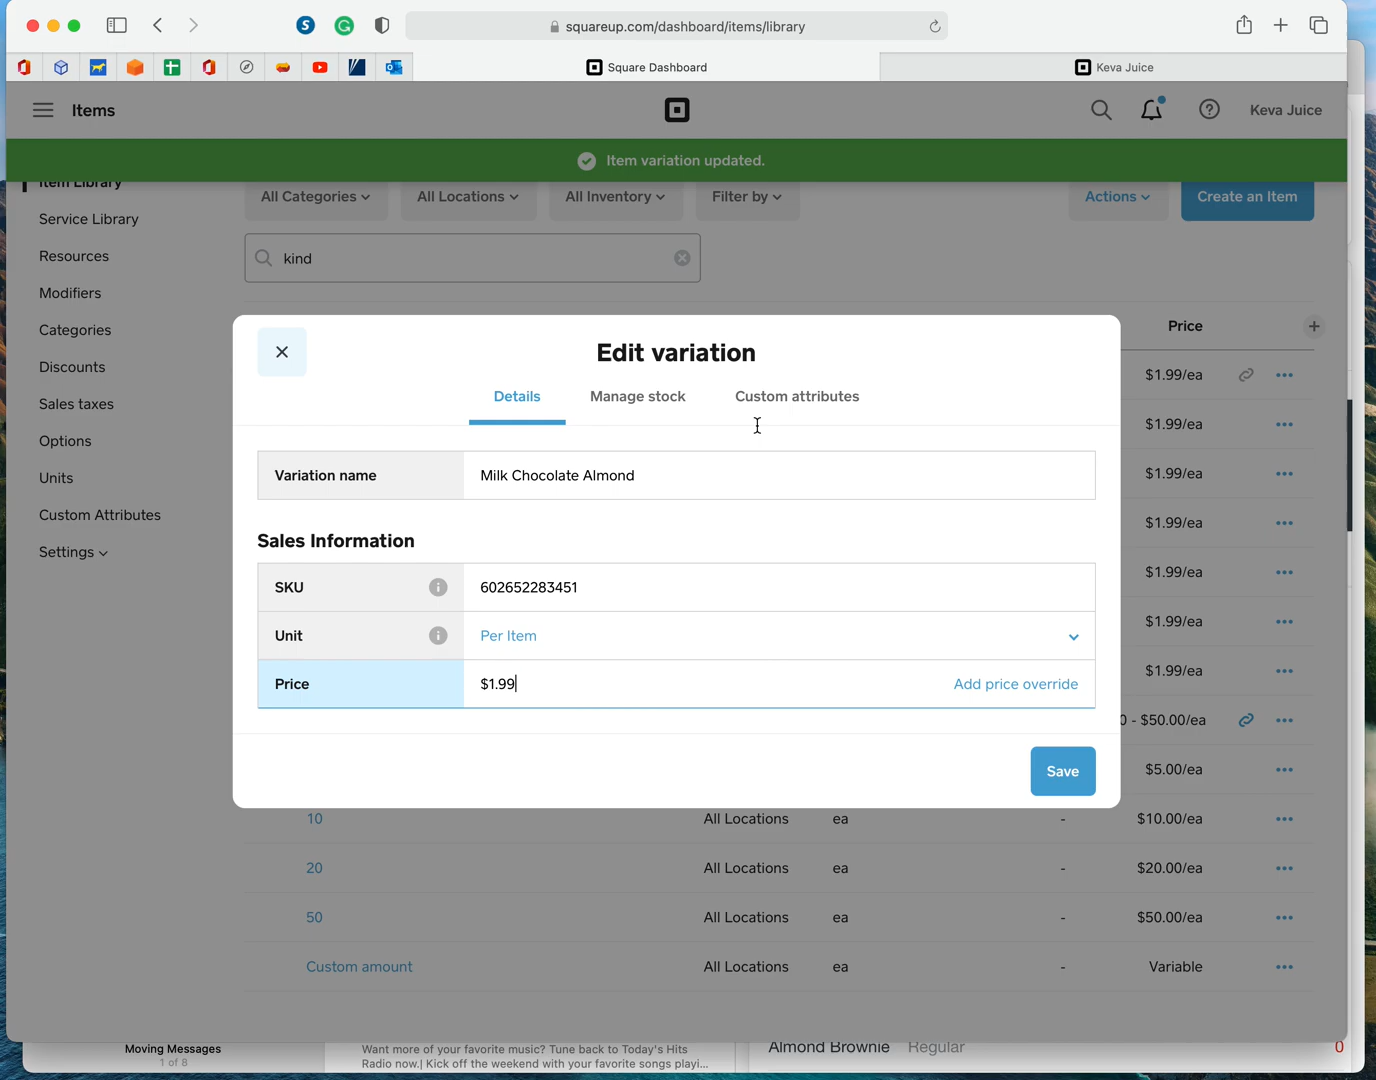 squareup.com/dashboard/items/library
Square Dashboard
Keva Juice
Items
Keva Juice
Item variation updated.
Item Library
All Categories
All Locations
All Inventory
Filter by
Actions
Create an Item
Service Library
Resources
Modifiers
Categories
Discounts
Sales taxes
Options
Units
Custom Attributes
Settings
kind
Price
Edit variation
Details
Manage stock
Custom attributes
Variation name
Milk Chocolate Almond
Sales Information
SKU
602652283451
Unit
Per Item
Price
$1.99
Add price override
Save
$1.99/ea
$1.99/ea
$1.99/ea
$1.99/ea
$1.99/ea
$1.99/ea
$1.99/ea
0 - $50.00/ea
$5.00/ea
10 All Locations ea - $10.00/ea
20 All Locations ea - $20.00/ea
50 All Locations ea - $50.00/ea
Custom amount All Locations ea - Variable
Moving Messages
1 of 8
Want more of your favorite music? Tune back to Today's Hits
Radio now.| Kick off the weekend with your favorite songs playi...
Almond Brownie Regular 0